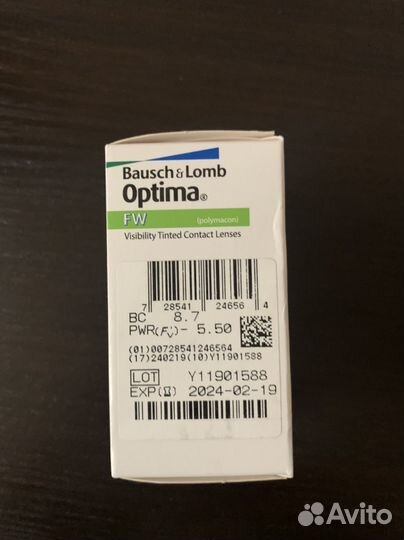 Bausch & Lomb
Optima®
FW (polymacon)
Visibility Tinted Contact Lenses
7 28541 24656 4
BC 8.7
PWR(Fv)- 5.50
(01)00728541246564
(17)240219(10)Y11901588
LOT Y11901588
EXP(⧖) 2024-02-19
Avito